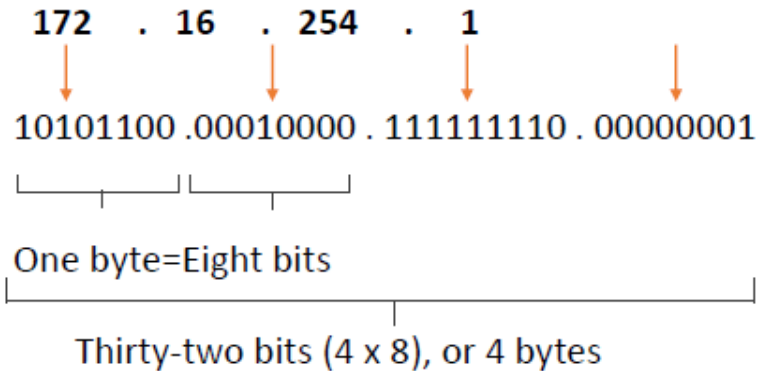 172 . 16 . 254 . 1
10101100 .00010000 . 111111110 . 00000001
One byte=Eight bits
Thirty-two bits (4 x 8), or 4 bytes